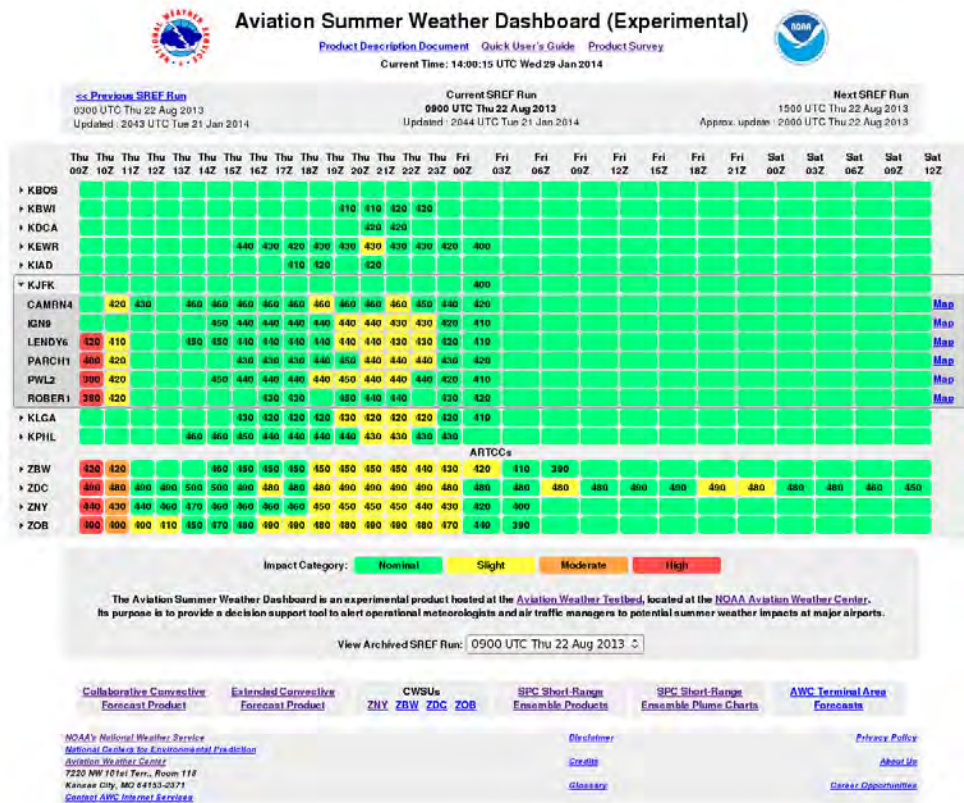 Aviation Summer Weather Dashboard (Experimental)
Product Description Document Quick User's Guide Product Survey
Current Time: 14:00:15 UTC Wed 29 Jan 2014
<< Previous SREF Run Current SREF Run Next SREF Run
0300 UTC Thu 22 Aug 2013 0900 UTC Thu 22 Aug 2013 1500 UTC Thu 22 Aug 2013
Updated : 2043 UTC Tue 21 Jan 2014 Updated : 2044 UTC Tue 21 Jan 2014 Approx. update : 2000 UTC Thu 22 Aug 2013
Thu Thu Thu Thu Thu Thu Thu Thu Thu Thu Thu Thu Thu Thu Thu Fri Fri Fri Fri Fri Fri Fri Fri Sat Sat Sat Sat Sat
09Z 10Z 11Z 12Z 13Z 14Z 15Z 16Z 17Z 18Z 19Z 20Z 21Z 22Z 23Z 00Z 03Z 06Z 09Z 12Z 15Z 18Z 21Z 00Z 03Z 06Z 09Z 12Z
KBOS
KBWI 410 410 420 420
KDCA 420 420
KEWR 440 430 420 430 430 430 430 430 420 400
KIAD 410 420 420
KJFK 400
CAMRN4 420 430 460 460 460 460 460 460 460 460 460 450 440 420 Map
IGN9 450 440 440 440 440 440 440 430 430 420 410 Map
LENDY6 420 410 450 450 440 440 440 440 440 440 430 430 420 410 Map
PARCH1 400 420 430 430 430 440 450 440 440 440 430 420 Map
PWL2 390 420 450 440 440 440 440 450 440 440 440 420 410 Map
ROBER1 380 420 430 430 450 440 440 430 420 Map
KLGA 430 420 420 420 430 420 420 420 420 410
KPHL 460 460 450 440 440 440 440 430 430 430 430
ARTCCs
ZBW 420 420 460 450 450 450 450 450 450 450 440 430 420 410 390
ZDC 490 480 490 490 500 500 490 480 480 480 490 490 490 490 480 480 480 480 480 490 490 490 480 480 480 460 450
ZNY 440 430 440 460 470 460 460 460 460 450 450 450 450 430 430 420 400
ZOB 400 400 400 410 450 470 480 490 490 490 480 480 490 480 470 440 390
Impact Category: Nominal Slight Moderate High
The Aviation Summer Weather Dashboard is an experimental product hosted at the Aviation Weather Testbed, located at the NOAA Aviation Weather Center.
Its purpose is to provide a decision support tool to alert operational meteorologists and air traffic managers to potential summer weather impacts at major airports.
View Archived SREF Run: 0900 UTC Thu 22 Aug 2013
Collaborative Convective Extended Convective CWSUs SPC Short-Range SPC Short-Range AWC Terminal Area
Forecast Product Forecast Product ZNY ZBW ZDC ZOB Ensemble Products Ensemble Plume Charts Forecasts
NOAA's National Weather Service Disclaimer Privacy Policy
National Centers for Environmental Prediction
Aviation Weather Center Credits About Us
7220 NW 101st Terr., Room 118
Kansas City, MO 64153-2371 Glossary Career Opportunities
Contact AWC Internet Services